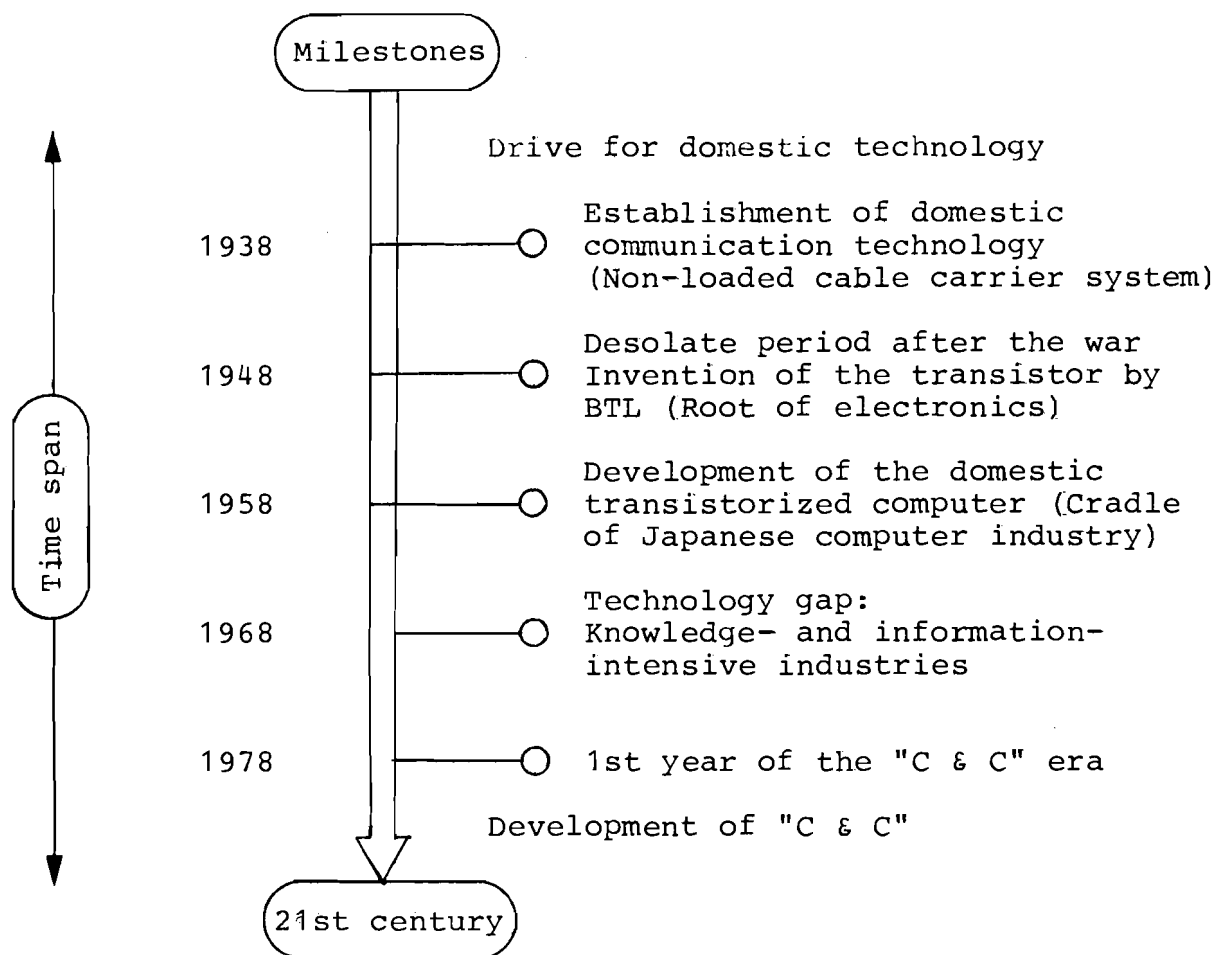 Milestones
Drive for domestic technology
1938
Establishment of domestic
communication technology
(Non-loaded cable carrier system)
1948
Desolate period after the war
Invention of the transistor by
BTL (Root of electronics)
1958
Development of the domestic
transistorized computer (Cradle
of Japanese computer industry)
Time span
1968
Technology gap:
Knowledge- and information-
intensive industries
1978
1st year of the "C & C" era
Development of "C & C"
21st century